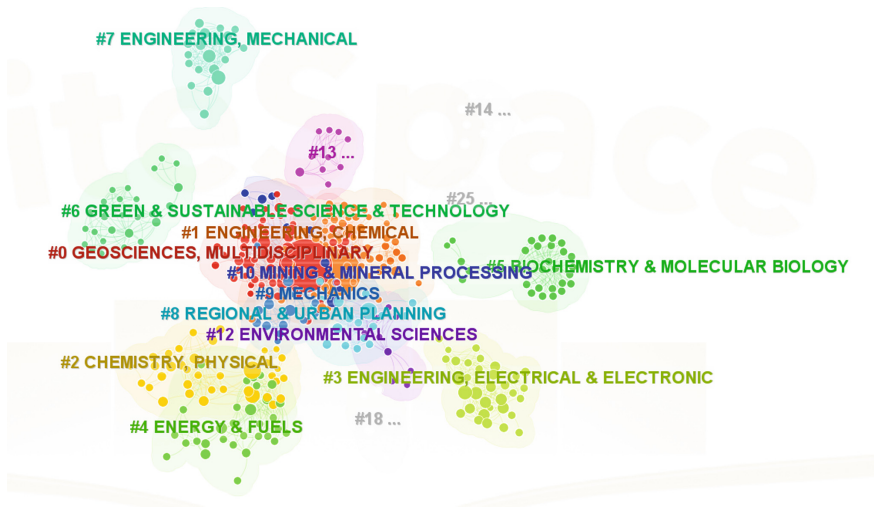 #7 ENGINEERING, MECHANICAL
#14 ...
#13 ...
#25 ...
#6 GREEN & SUSTAINABLE SCIENCE & TECHNOLOGY
#1 ENGINEERING, CHEMICAL
#0 GEOSCIENCES, MULTIDISCIPLINARY
#5 BIOCHEMISTRY & MOLECULAR BIOLOGY
#10 MINING & MINERAL PROCESSING
#9 MECHANICS
#8 REGIONAL & URBAN PLANNING
#12 ENVIRONMENTAL SCIENCES
#2 CHEMISTRY, PHYSICAL
#3 ENGINEERING, ELECTRICAL & ELECTRONIC
#18 ...
#4 ENERGY & FUELS